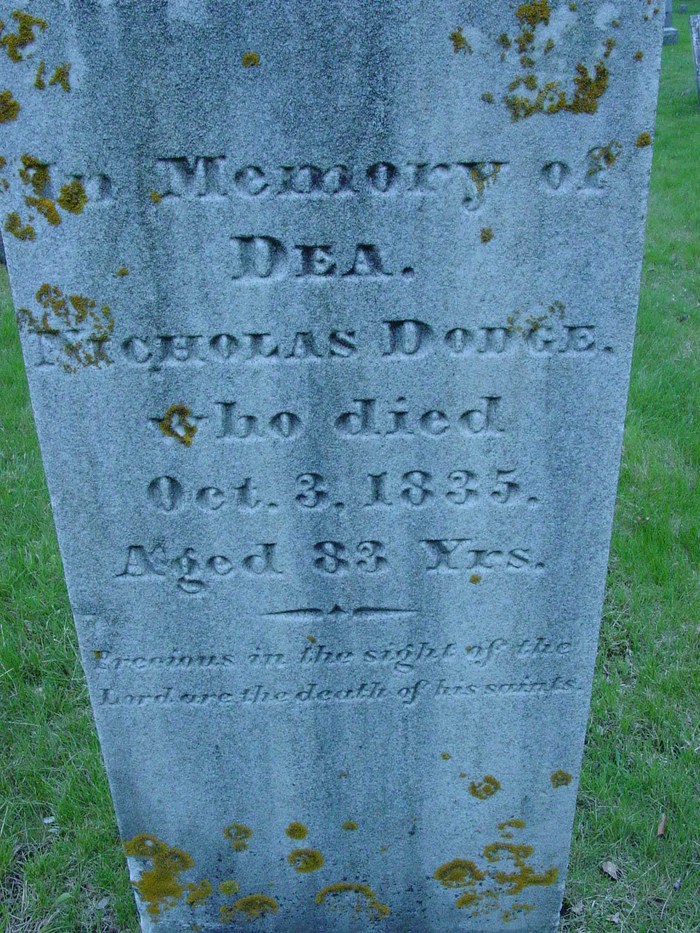 In Memory of
DEA.
NICHOLAS DODGE.
who died
Oct. 3, 1835.
Aged 83 Yrs.
Precious in the sight of the
Lord are the death of his saints.